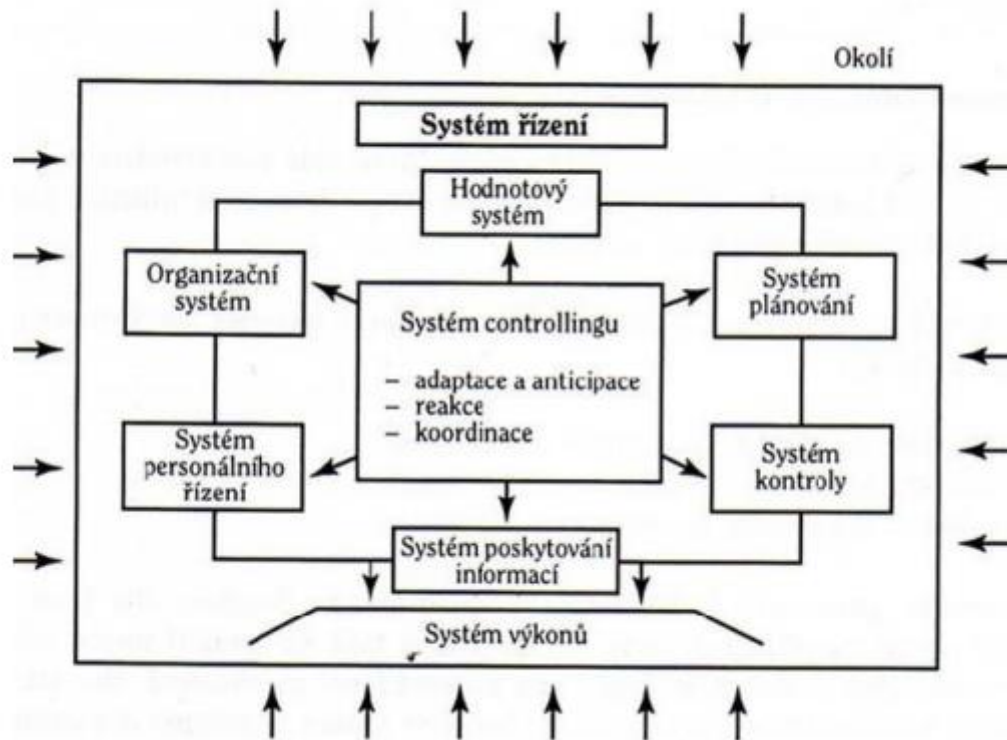 Okolí
Systém řízení
Hodnotový
systém
Organizační
systém
Systém
plánování
Systém controllingu
– adaptace a anticipace
– reakce
– koordinace
Systém
personálního
řízení
Systém
kontroly
Systém poskytování
informací
Systém výkonů